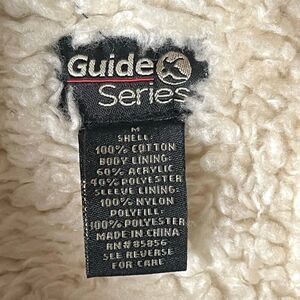 Guide
Series
M
SHELL:
100% COTTON
BODY LINING:
60% ACRYLIC
40% POLYESTER
SLEEVE LINING:
100% NYLON
POLYFILL:
100% POLYESTER
MADE IN CHINA
RN#85856
SEE REVERSE
FOR CARE